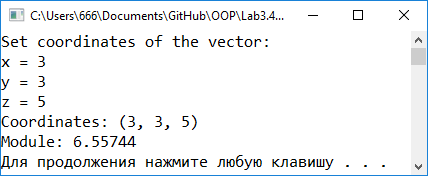 C:\Users\666\Documents\GitHub\OOP\Lab3.4...
Set coordinates of the vector:
x = 3
y = 3
z = 5
Coordinates: (3, 3, 5)
Module: 6.55744
Для продолжения нажмите любую клавишу . . .